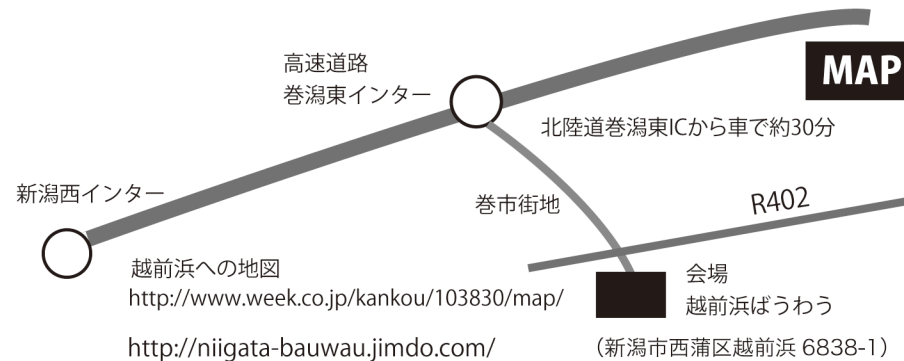 高速道路
巻潟東インター
MAP
北陸道巻潟東ICから車で約30分
新潟西インター
巻市街地
R402
越前浜への地図
http://www.week.co.jp/kankou/103830/map/
会場
越前浜ばうわう
http://niigata-bauwau.jimdo.com/
（新潟市西蒲区越前浜 6838-1）